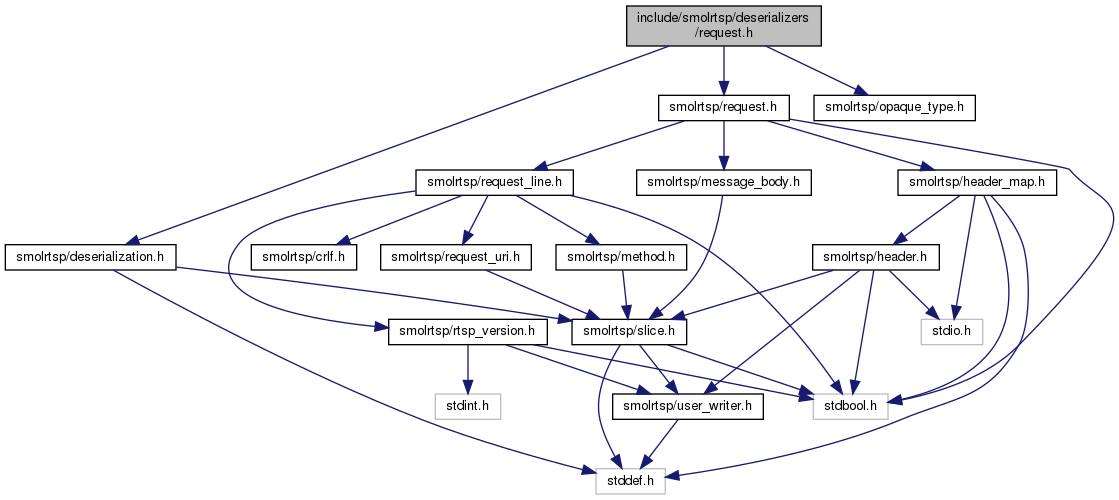 include/smolrtsp/deserializers
/request.h
smolrtsp/request.h
smolrtsp/opaque_type.h
smolrtsp/request_line.h
smolrtsp/message_body.h
smolrtsp/header_map.h
smolrtsp/deserialization.h
smolrtsp/crlf.h
smolrtsp/request_uri.h
smolrtsp/method.h
smolrtsp/header.h
smolrtsp/rtsp_version.h
smolrtsp/slice.h
stdio.h
stdint.h
smolrtsp/user_writer.h
stdbool.h
stddef.h